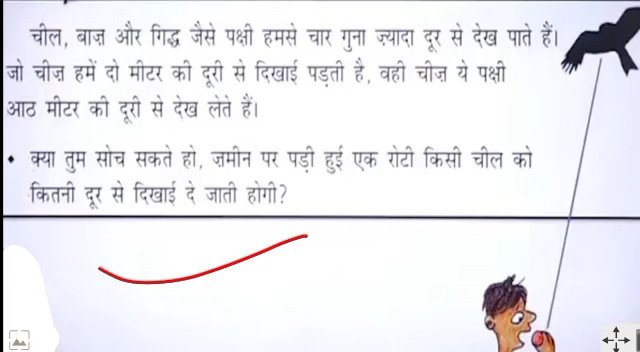 चील, बाज़ और गिद्ध जैसे पक्षी हमसे चार गुना ज़्यादा दूर से देख पाते हैं।
जो चीज़ हमें दो मीटर की दूरी से दिखाई पड़ती है, वही चीज़ ये पक्षी
आठ मीटर की दूरी से देख लेते हैं।
• क्या तुम सोच सकते हो, ज़मीन पर पड़ी हुई एक रोटी किसी चील को
कितनी दूर से दिखाई दे जाती होगी?